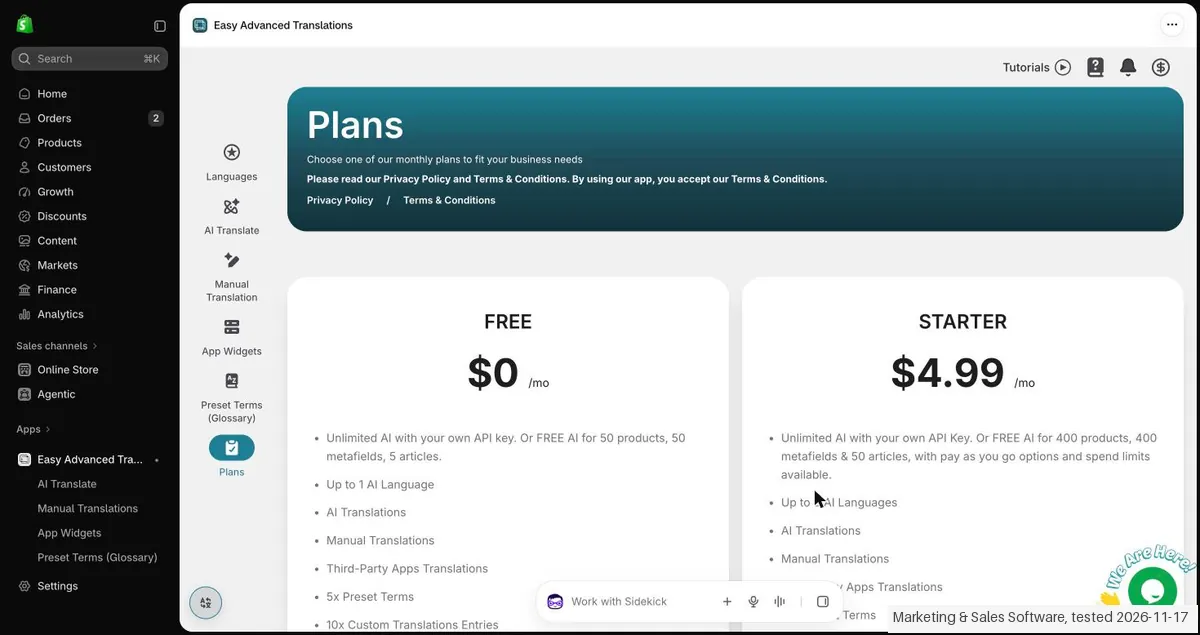 Easy Advanced Translations
Search ⌘K
Home
Orders 2
Products
Customers
Growth
Discounts
Content
Markets
Finance
Analytics
Sales channels
Online Store
Agentic
Apps
Easy Advanced Tra...
AI Translate
Manual Translations
App Widgets
Preset Terms (Glossary)
Settings
Tutorials
Languages
AI Translate
Manual
Translation
App Widgets
Preset Terms
(Glossary)
Plans
Plans
Choose one of our monthly plans to fit your business needs
Please read our Privacy Policy and Terms & Conditions. By using our app, you accept our Terms & Conditions.
Privacy Policy / Terms & Conditions
FREE
$0 /mo
• Unlimited AI with your own API key. Or FREE AI for 50 products, 50
metafields, 5 articles.
• Up to 1 AI Language
• AI Translations
• Manual Translations
• Third-Party Apps Translations
• 5x Preset Terms
• 10x Custom Translations Entries
STARTER
$4.99 /mo
• Unlimited AI with your own API Key. Or FREE AI for 400 products, 400
metafields & 50 articles, with pay as you go options and spend limits
available.
• Up to AI Languages
• AI Translations
• Manual Translations
Apps Translations
Terms
Work with Sidekick
We Are Here!
Marketing & Sales Software, tested 2026-11-17